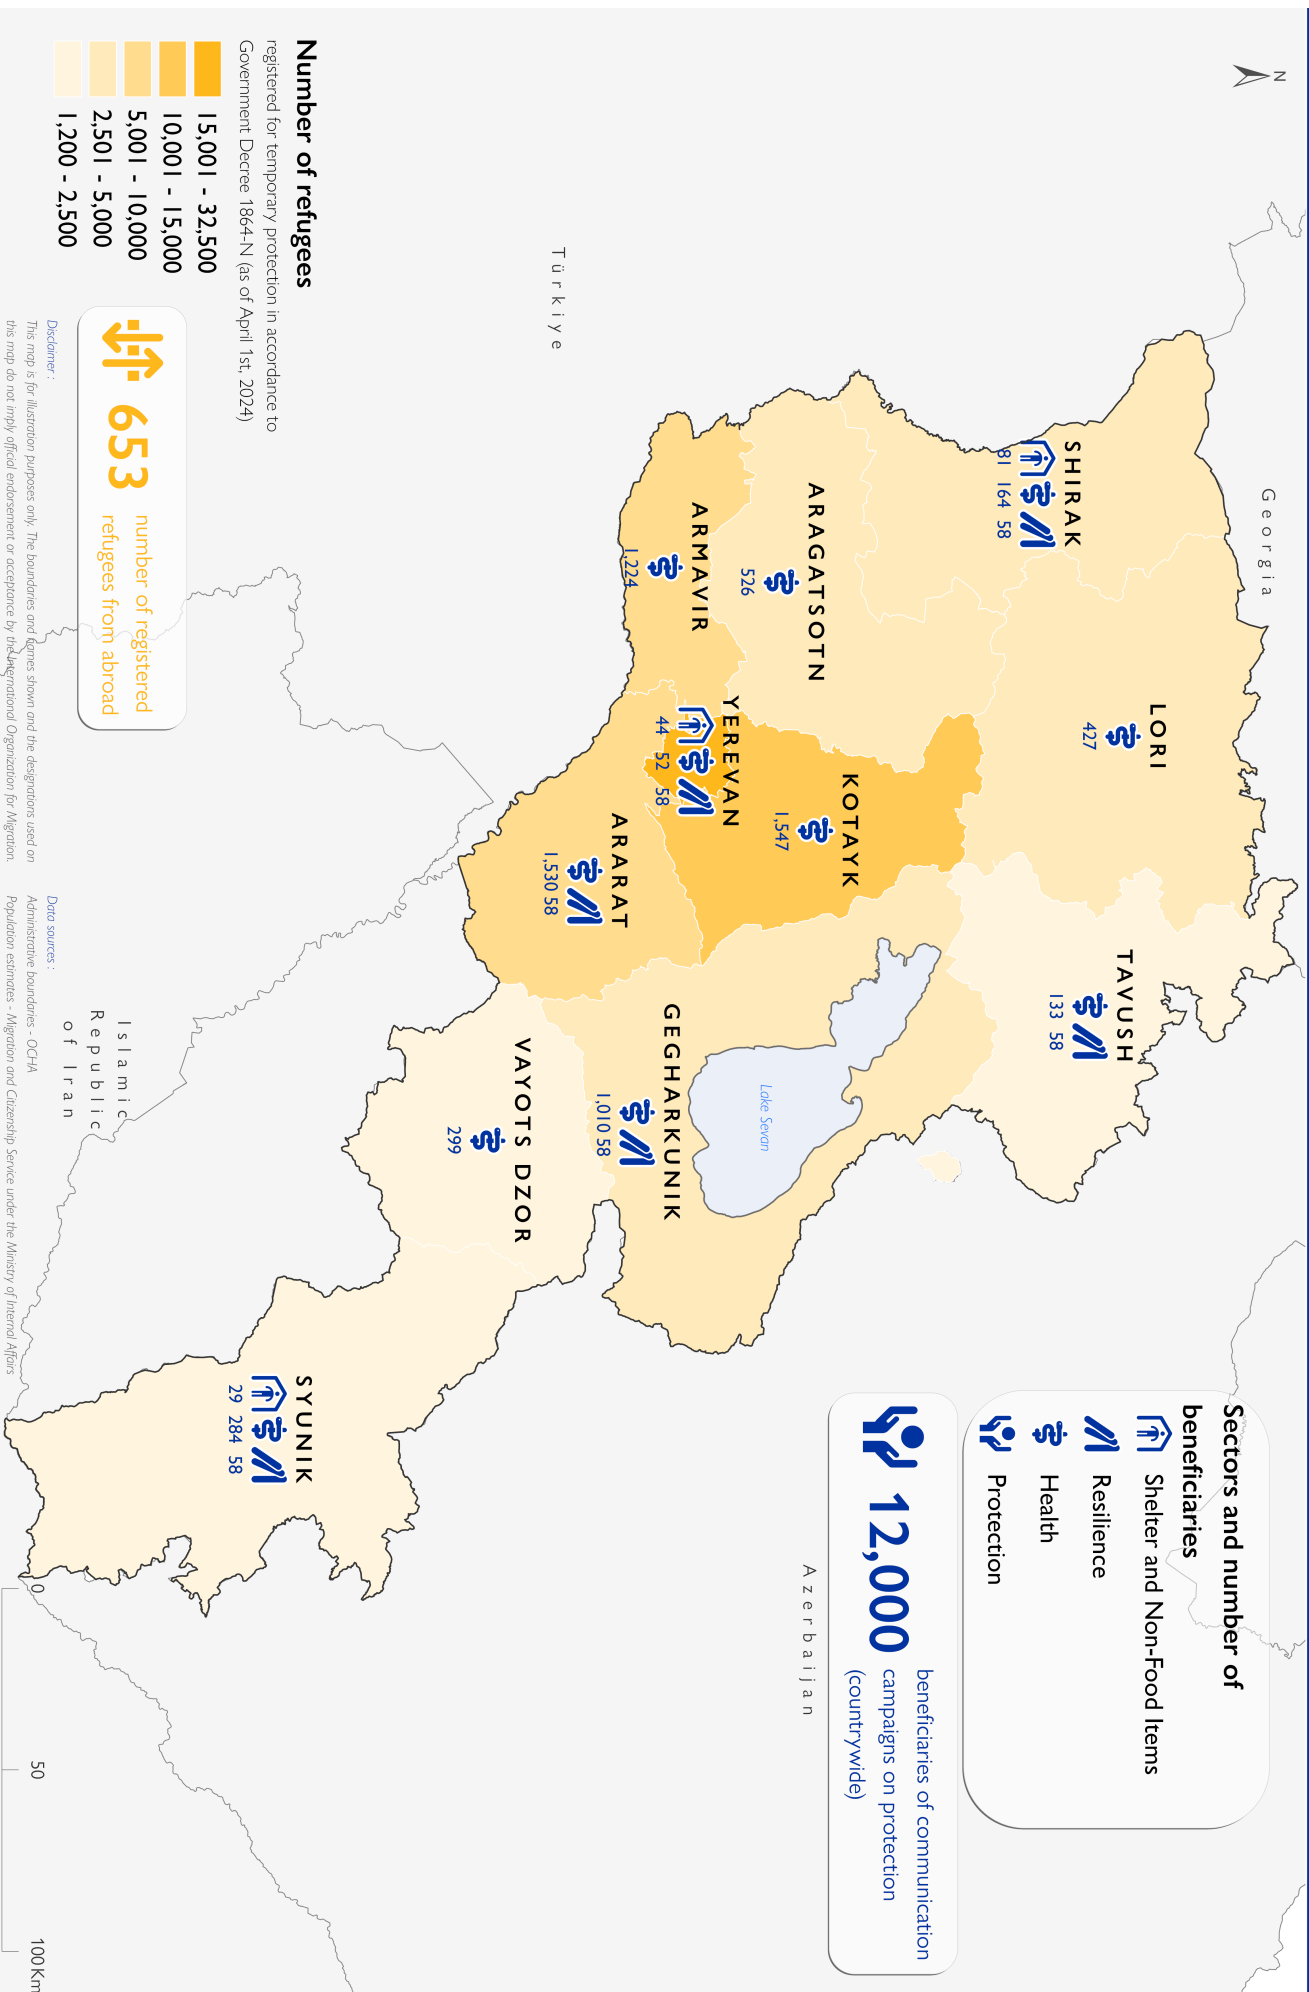 N
Georgia
Türkiye
Azerbaijan
Islamic
Republic
of Iran
Sectors and number of
beneficiaries
Shelter and Non-Food Items
Resilience
Health
Protection
12,000
beneficiaries of communication
campaigns on protection
(countrywide)
SHIRAK
81 164 58
LORI
427
TAVUSH
133 58
ARAGATSOTN
526
KOTAYK
1,547
ARMAVIR
1,224
YEREVAN
44 52 58
Lake Sevan
GEGHARKUNIK
1,010 58
ARARAT
1,530 58
VAYOTS DZOR
299
SYUNIK
29 284 58
Number of refugees
registered for temporary protection in accordance to
Government Decree 1864-N (as of April 1st, 2024)
15,001 - 32,500
10,001 - 15,000
5,001 - 10,000
2,501 - 5,000
1,200 - 2,500
653
number of registered
refugees from abroad
Disclaimer :
This map is for illustration purposes only. The boundaries and names shown and the designations used on
this map do not imply official endorsement or acceptance by the International Organization for Migration.
Data sources :
Administrative boundaries - OCHA
Population estimates - Migration and Citizenship Service under the Ministry of Internal Affairs
0 50 100 Km